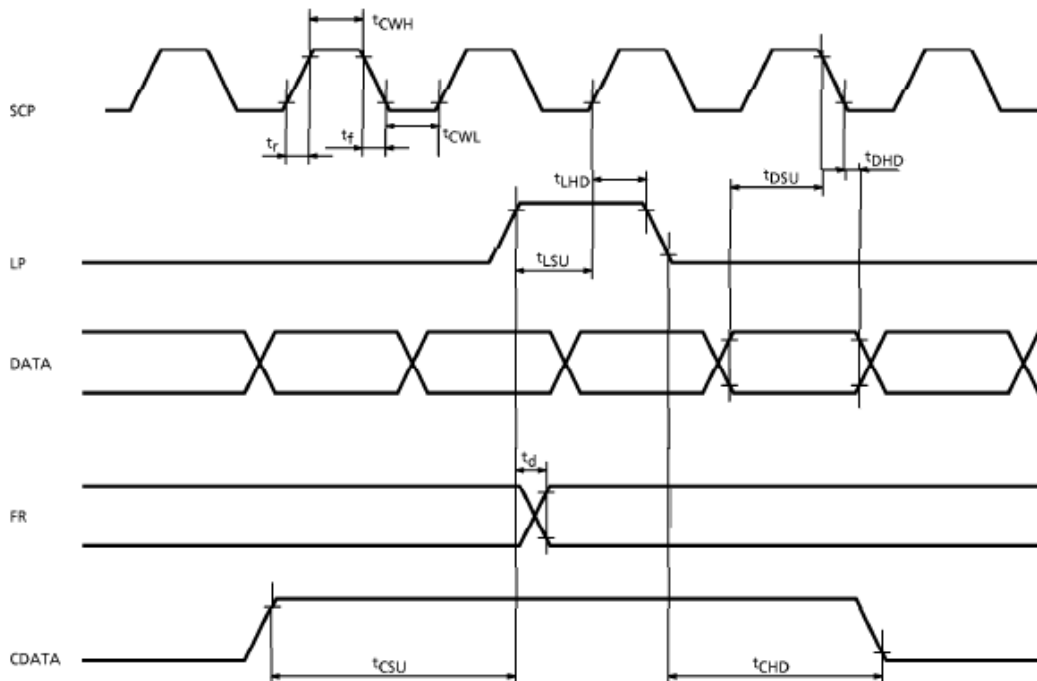 tCWH
SCP
tr
tf
tCWL
tLHD
tDSU
tDHD
LP
tLSU
DATA
td
FR
CDATA
tCSU
tCHD